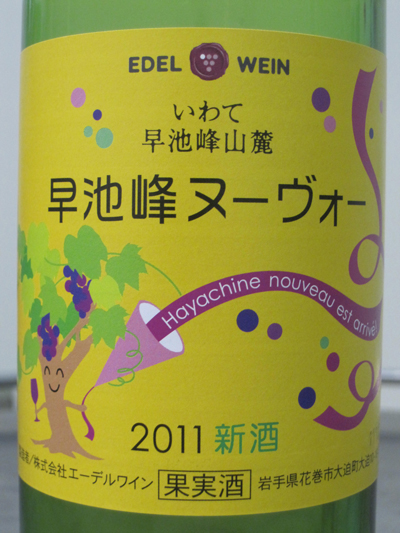 EDEL WEIN
いわて
早池峰山麓
早池峰ヌーヴォー
Hayachine nouveau est arrivé!
2011 新酒
/株式会社エーデルワイン 果実酒 岩手県花巻市大迫町大迫